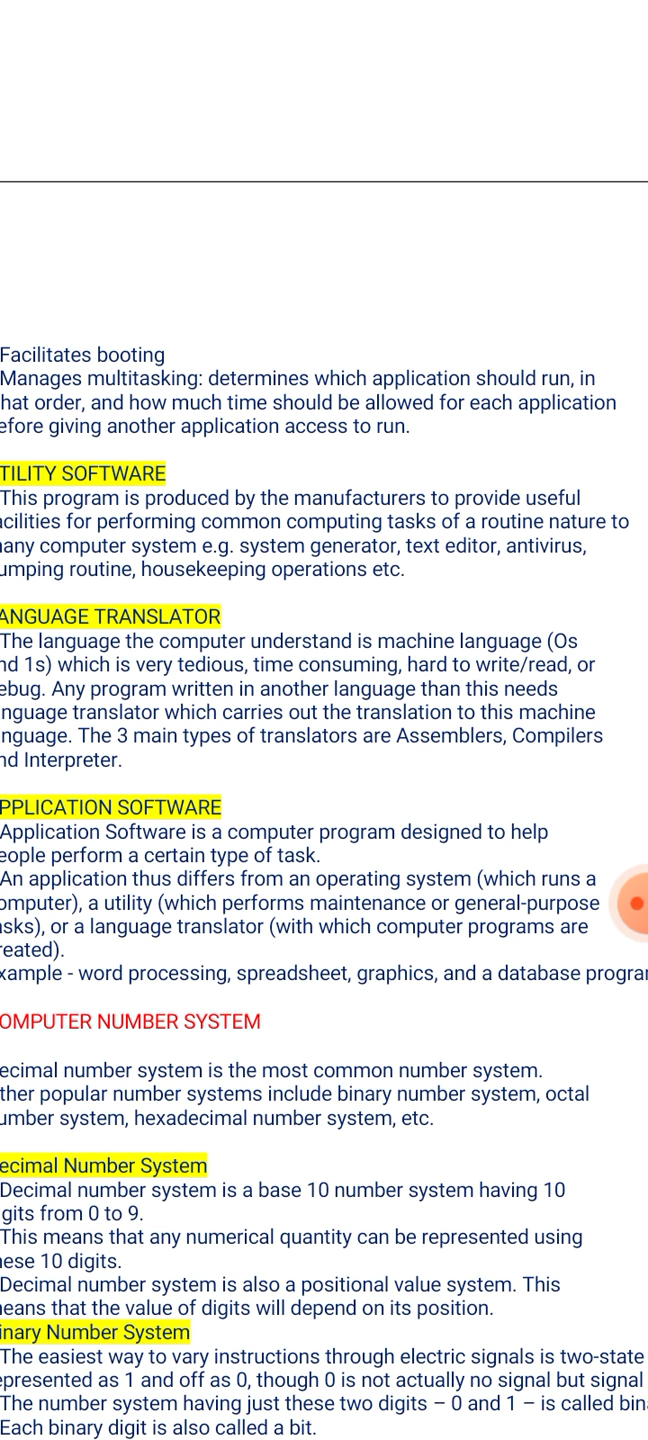 Facilitates booting
Manages multitasking: determines which application should run, in
hat order, and how much time should be allowed for each application
efore giving another application access to run.
TILITY SOFTWARE
This program is produced by the manufacturers to provide useful
acilities for performing common computing tasks of a routine nature to
any computer system e.g. system generator, text editor, antivirus,
umping routine, housekeeping operations etc.
ANGUAGE TRANSLATOR
The language the computer understand is machine language (Os
nd 1s) which is very tedious, time consuming, hard to write/read, or
ebug. Any program written in another language than this needs
nguage translator which carries out the translation to this machine
nguage. The 3 main types of translators are Assemblers, Compilers
nd Interpreter.
PPLICATION SOFTWARE
Application Software is a computer program designed to help
eople perform a certain type of task.
An application thus differs from an operating system (which runs a
omputer), a utility (which performs maintenance or general-purpose
asks), or a language translator (with which computer programs are
reated).
xample - word processing, spreadsheet, graphics, and a database progra
OMPUTER NUMBER SYSTEM
ecimal number system is the most common number system.
ther popular number systems include binary number system, octal
umber system, hexadecimal number system, etc.
ecimal Number System
Decimal number system is a base 10 number system having 10
gits from 0 to 9.
This means that any numerical quantity can be represented using
ese 10 digits.
Decimal number system is also a positional value system. This
eans that the value of digits will depend on its position.
inary Number System
The easiest way to vary instructions through electric signals is two-state
epresented as 1 and off as 0, though 0 is not actually no signal but signal
The number system having just these two digits – 0 and 1 – is called bin
Each binary digit is also called a bit.